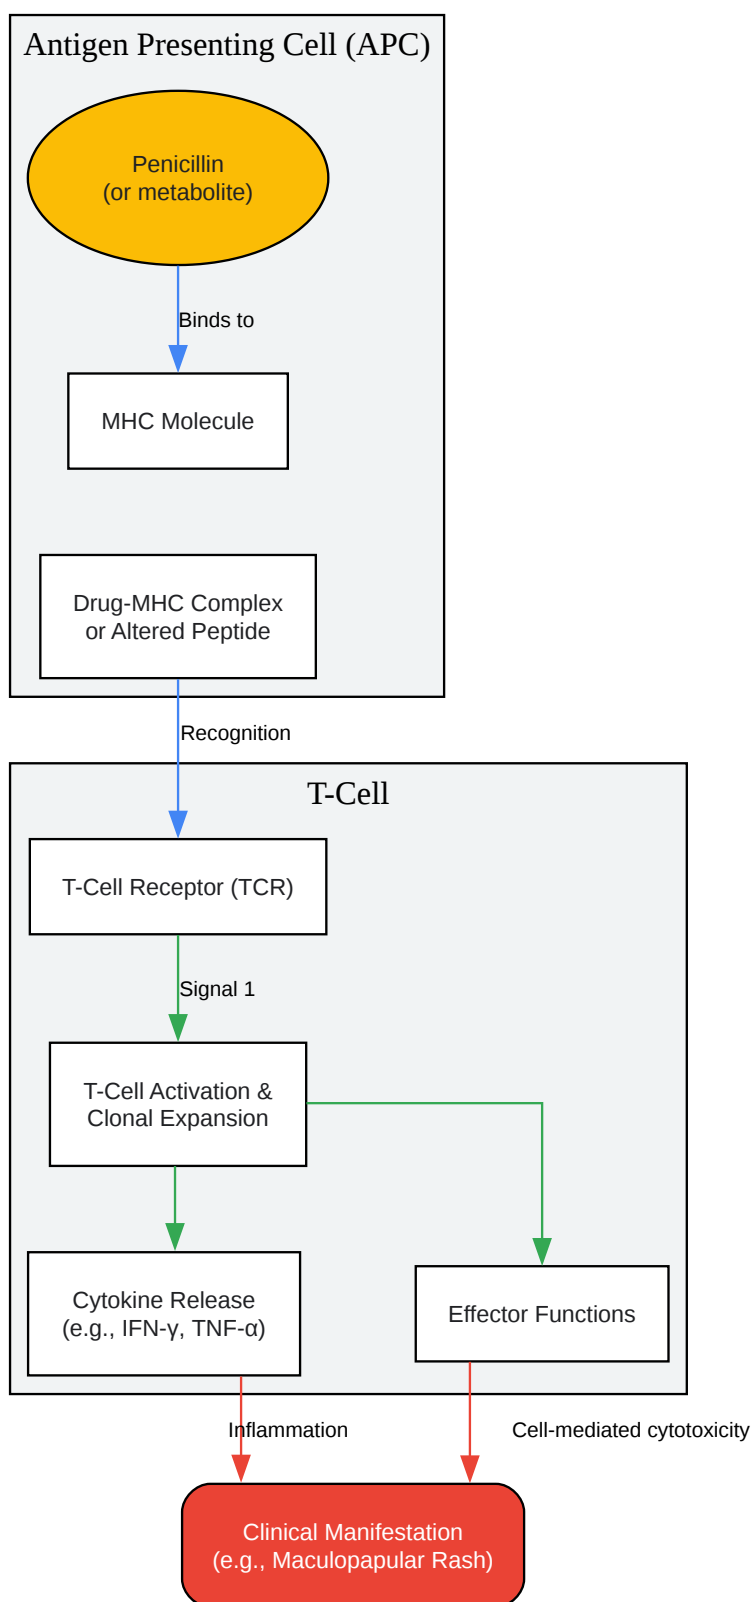 Antigen Presenting Cell (APC)
Penicillin
(or metabolite)
Binds to
MHC Molecule
Drug-MHC Complex
or Altered Peptide
Recognition
T-Cell
T-Cell Receptor (TCR)
Signal 1
T-Cell Activation &
Clonal Expansion
Cytokine Release
(e.g., IFN-γ, TNF-α)
Effector Functions
Inflammation
Cell-mediated cytotoxicity
Clinical Manifestation
(e.g., Maculopapular Rash)